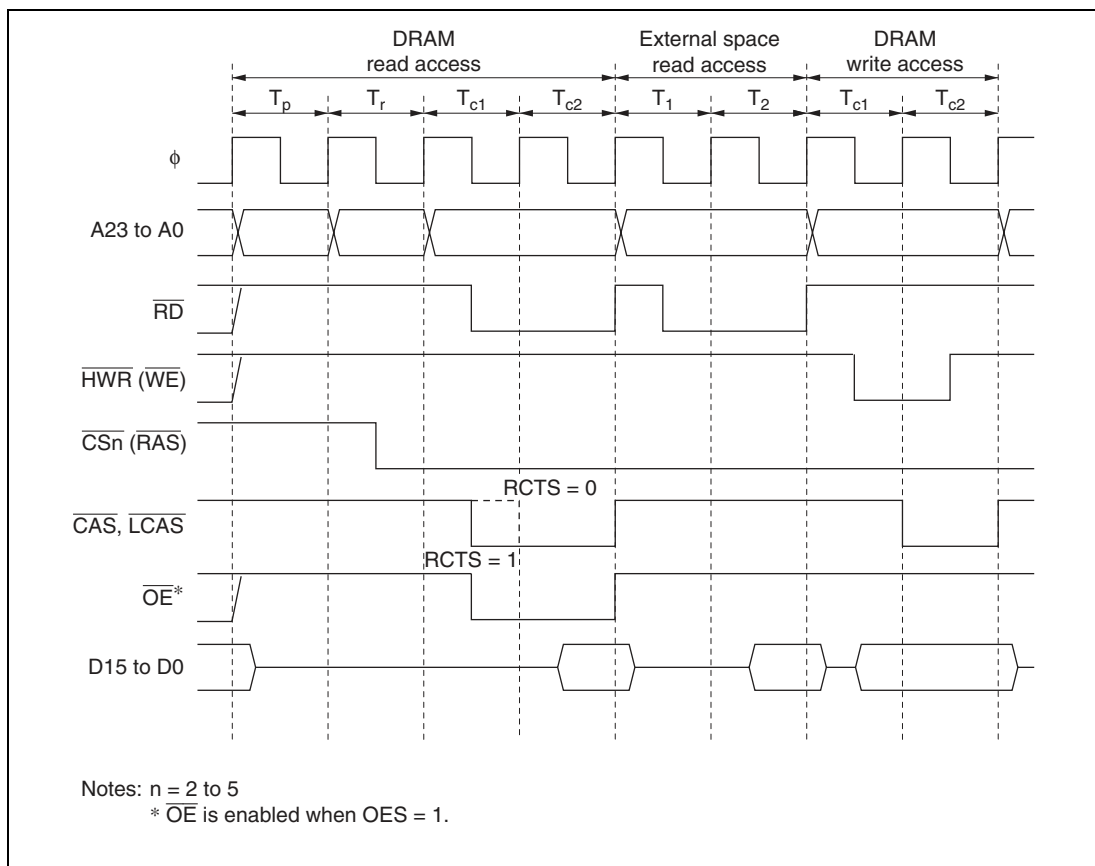 DRAM
read access
External space
read access
DRAM
write access
Tp Tr Tc1 Tc2 T1 T2 Tc1 Tc2
ϕ
A23 to A0
RD
HWR (WE)
CSn (RAS)
RCTS = 0
CAS, LCAS
RCTS = 1
OE*
D15 to D0
Notes: n = 2 to 5
* OE is enabled when OES = 1.